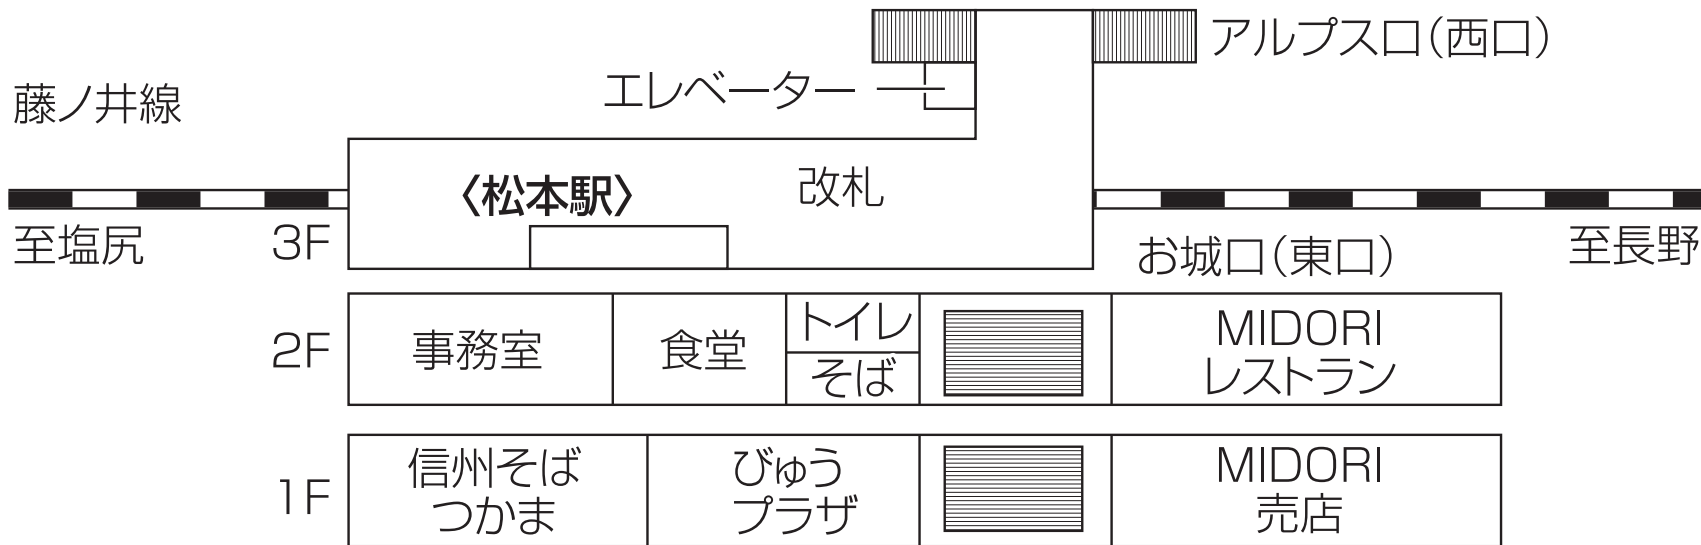 アルプス口(西口)
エレベーター
藤ノ井線
〈松本駅〉
改札
至塩尻
3F
お城口(東口)
至長野
2F
事務室
食堂
トイレ
そば
MIDORI
レストラン
1F
信州そば
つかま
びゅう
プラザ
MIDORI
売店